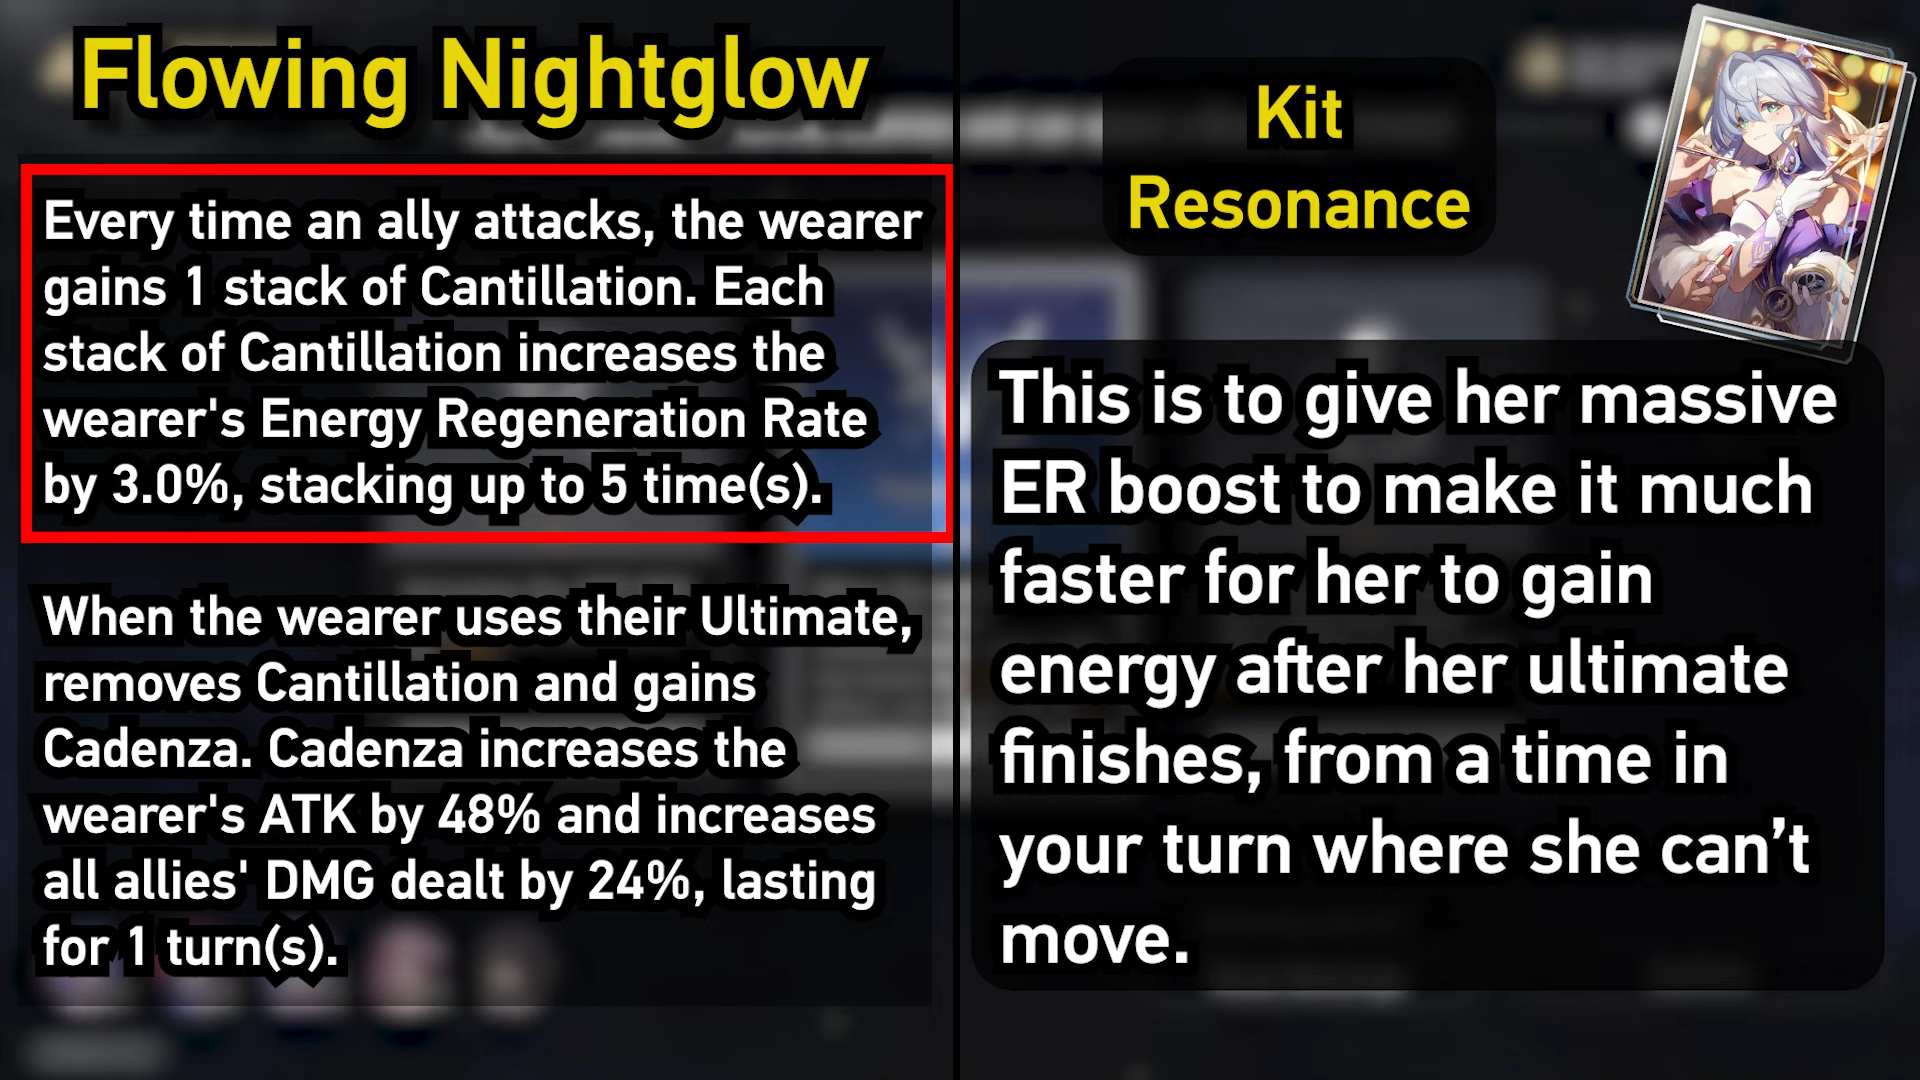 Flowing Nightglow
Every time an ally attacks, the wearer
gains 1 stack of Cantillation. Each
stack of Cantillation increases the
wearer's Energy Regeneration Rate
by 3.0%, stacking up to 5 time(s).
When the wearer uses their Ultimate,
removes Cantillation and gains
Cadenza. Cadenza increases the
wearer's ATK by 48% and increases
all allies' DMG dealt by 24%, lasting
for 1 turn(s).
Kit
Resonance
This is to give her massive
ER boost to make it much
faster for her to gain
energy after her ultimate
finishes, from a time in
your turn where she can’t
move.